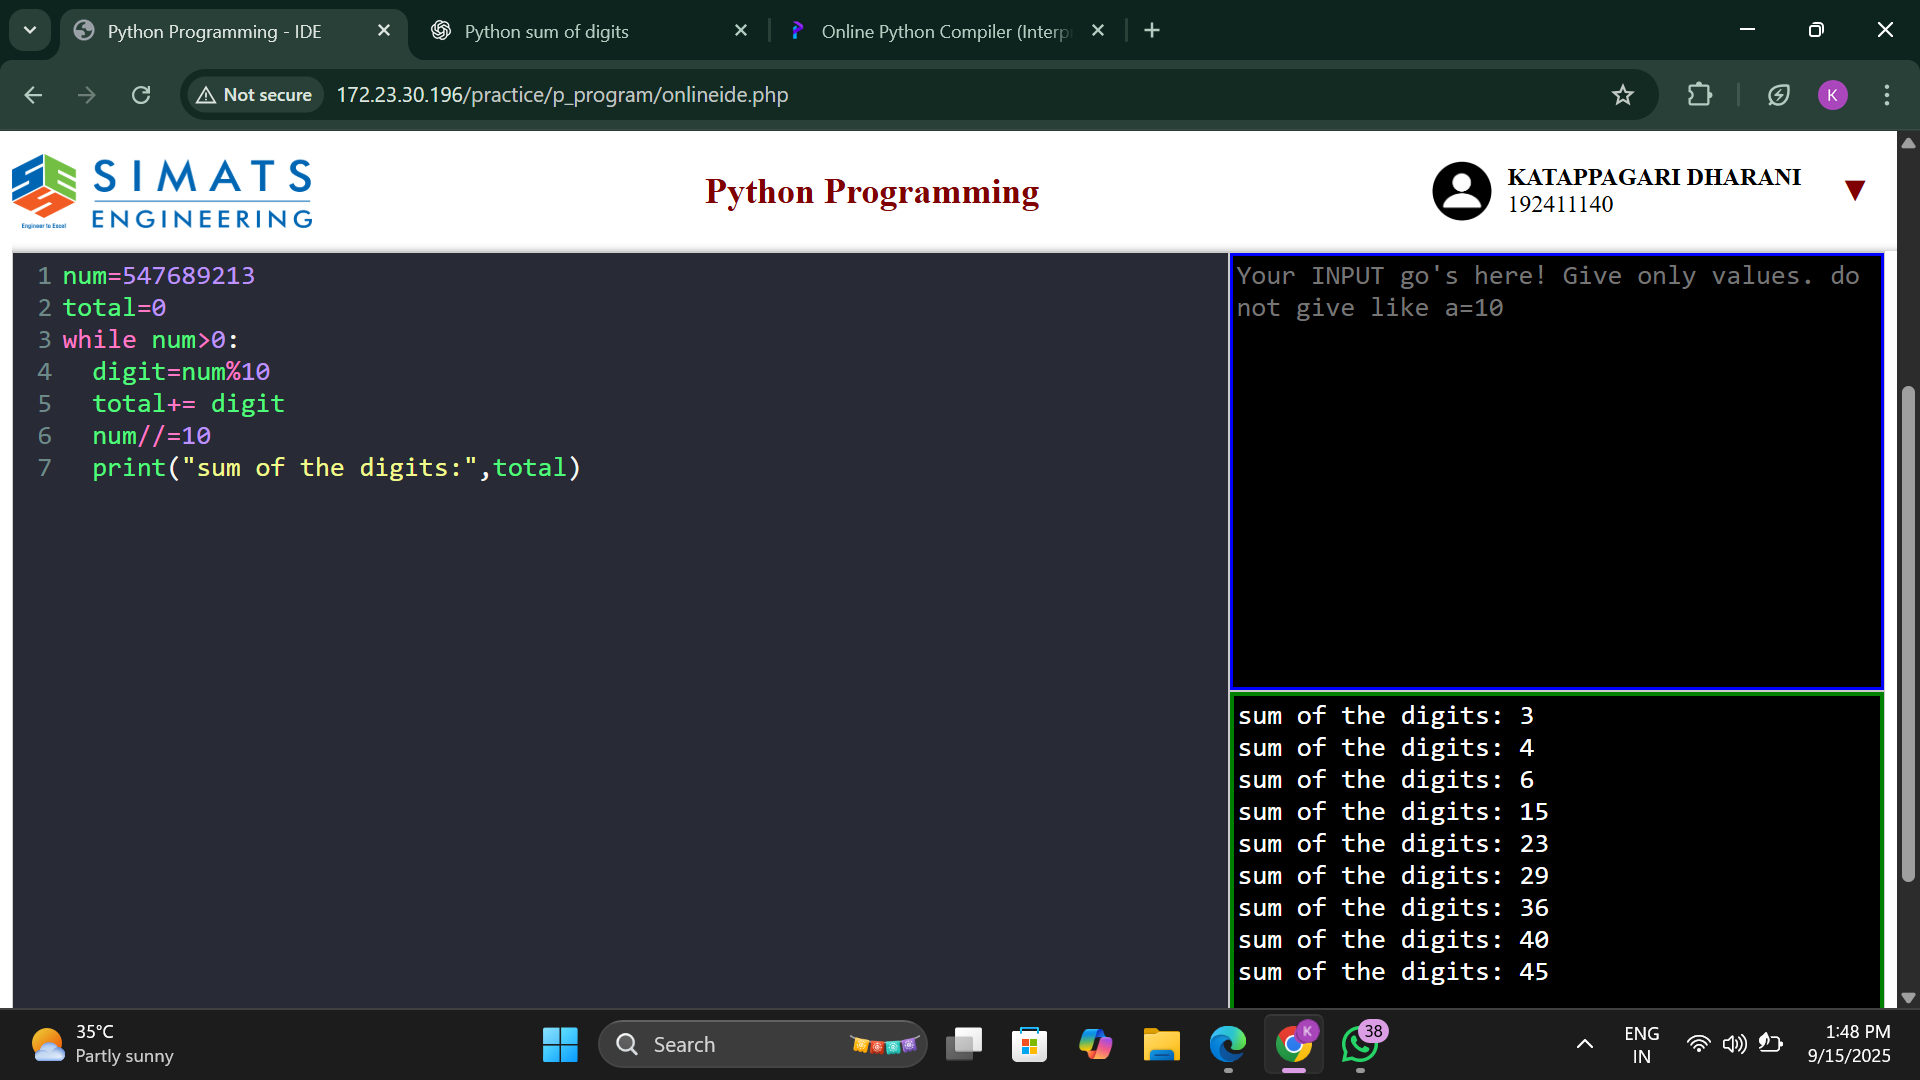 Python Programming - IDE
Python sum of digits
Online Python Compiler (Interp
Not secure
172.23.30.196/practice/p_program/onlineide.php
K
SIMATS
ENGINEERING
Engineer to Excel
Python Programming
KATAPPAGARI DHARANI
192411140
1 num=547689213
2 total=0
3 while num>0:
4   digit=num%10
5   total+= digit
6   num//=10
7   print("sum of the digits:",total)
Your INPUT go's here! Give only values. do
not give like a=10
sum of the digits: 3
sum of the digits: 4
sum of the digits: 6
sum of the digits: 15
sum of the digits: 23
sum of the digits: 29
sum of the digits: 36
sum of the digits: 40
sum of the digits: 45
35°C
Partly sunny
Search
K
38
ENG
IN
1:48 PM
9/15/2025